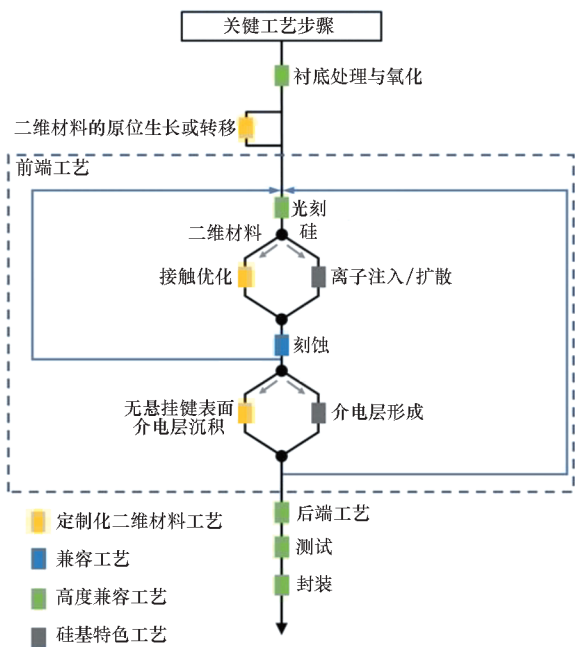 关键工艺步骤
衬底处理与氧化
二维材料的原位生长或转移
前端工艺
光刻
二维材料
硅
接触优化
离子注入/扩散
刻蚀
无悬挂键表面
介电层沉积
介电层形成
后端工艺
测试
封装
定制化二维材料工艺
兼容工艺
高度兼容工艺
硅基特色工艺